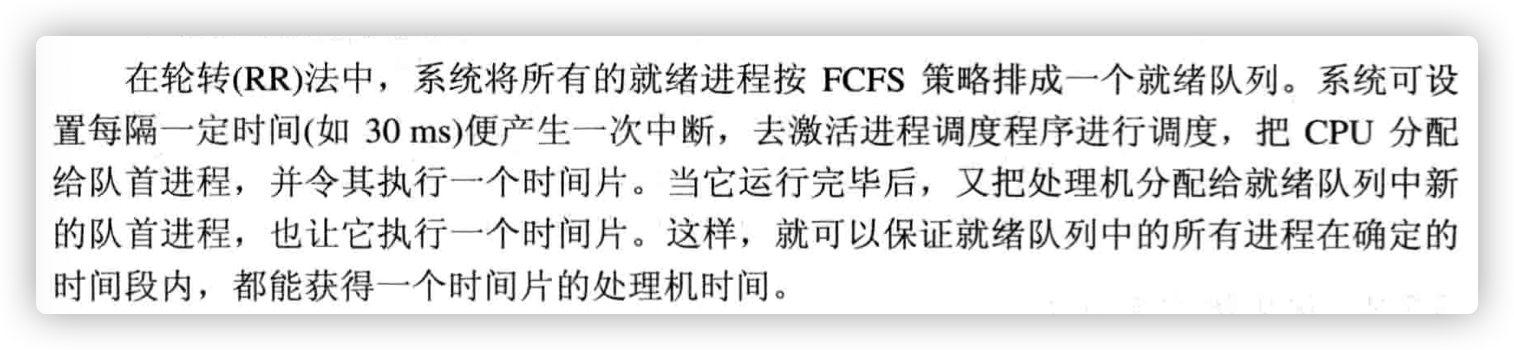 在轮转(RR)法中，系统将所有的就绪进程按 FCFS 策略排成一个就绪队列。系统可设
置每隔一定时间(如 30 ms)便产生一次中断，去激活进程调度程序进行调度，把 CPU 分配
给队首进程，并令其执行一个时间片。当它运行完毕后，又把处理机分配给就绪队列中新
的队首进程，也让它执行一个时间片。这样，就可以保证就绪队列中的所有进程在确定的
时间段内，都能获得一个时间片的处理机时间。